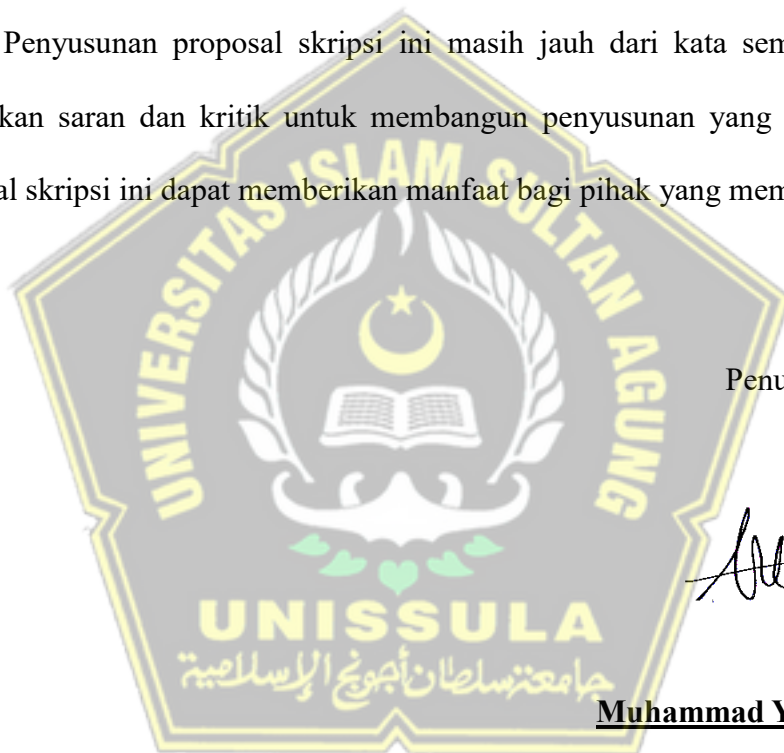 Penyusunan proposal skripsi ini masih jauh dari kata sem
kan saran dan kritik untuk membangun penyusunan yang
al skripsi ini dapat memberikan manfaat bagi pihak yang mem
UNIVERSITAS ISLAM SULTAN AGUNG
Penu
UNISSULA
جامعة سلطان أجونج الإسلامية
Muhammad Y